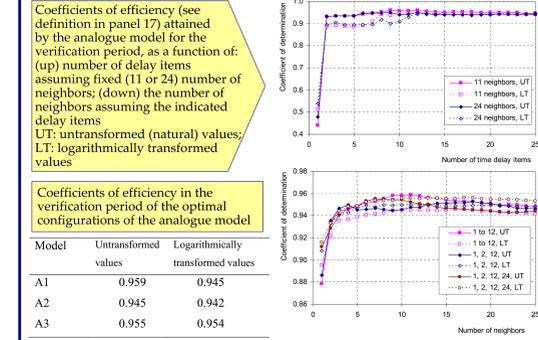 Coefficients of efficiency (see
definition in panel 17) attained
by the analogue model for the
verification period, as a function of:
(up) number of delay items
assuming fixed (11 or 24) number of
neighbors; (down) the number of
neighbors assuming the indicated
delay items
UT: untransformed (natural) values;
LT: logarithmically transformed
values
Coefficients of efficiency in the
verification period of the optimal
configurations of the analogue model
Model Untransformed values Logarithmically transformed values
A1 0.959 0.945
A2 0.945 0.942
A3 0.955 0.954
Coefficient of determination
1.0
0.9
0.8
0.7
0.6
0.5
0.4
0 5 10 15 20 25
Number of time delay items
11 neighbors, UT
11 neighbors, LT
24 neighbors, UT
24 neighbors, LT
Coefficient of determination
0.98
0.96
0.94
0.92
0.90
0.88
0.86
0 5 10 15 20 25
Number of neighbors
1 to 12, UT
1 to 12, LT
1, 2, 12, UT
1, 2, 12, LT
1, 2, 12, 24, UT
1, 2, 12, 24, LT